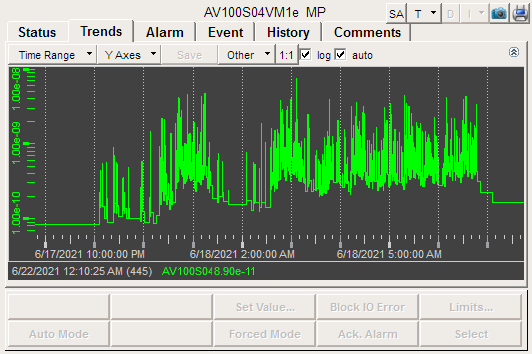 AV100S04VM1e MP
SA T D I
Status Trends Alarm Event History Comments
Time Range Y Axes Save Other 1:1 log auto
1.00e-08
1.00e-09
1.00e-10
6/17/2021 10:00:00 PM 6/18/2021 2:00:00 AM 6/18/2021 5:00:00 AM
6/22/2021 12:10:25 AM (445) AV100S048.90e-11
Set Value... Block IO Error Limits...
Auto Mode Forced Mode Ack. Alarm Select